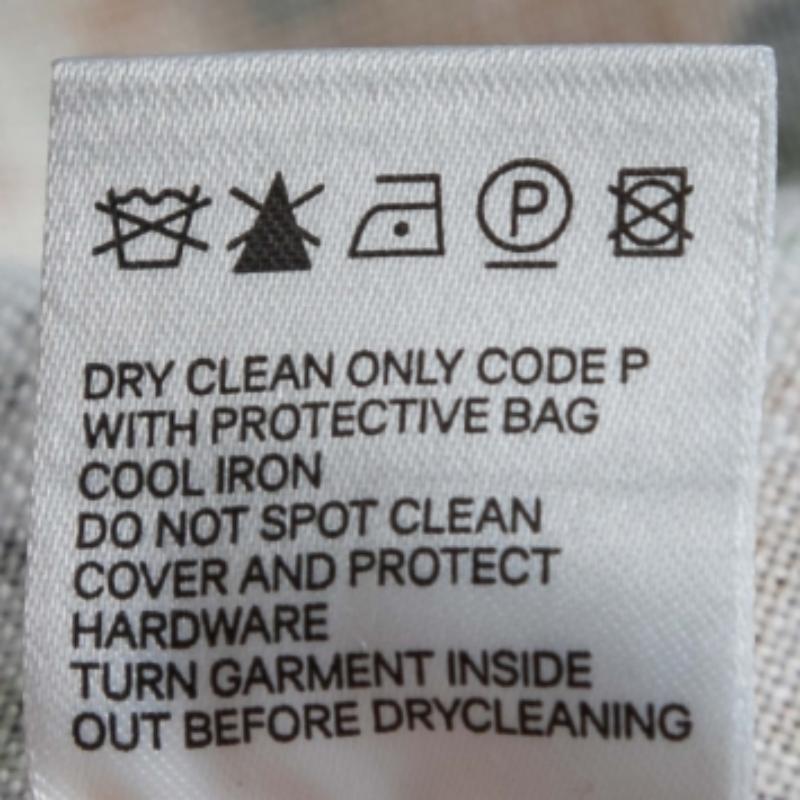 P
DRY CLEAN ONLY CODE P
WITH PROTECTIVE BAG
COOL IRON
DO NOT SPOT CLEAN
COVER AND PROTECT
HARDWARE
TURN GARMENT INSIDE
OUT BEFORE DRYCLEANING